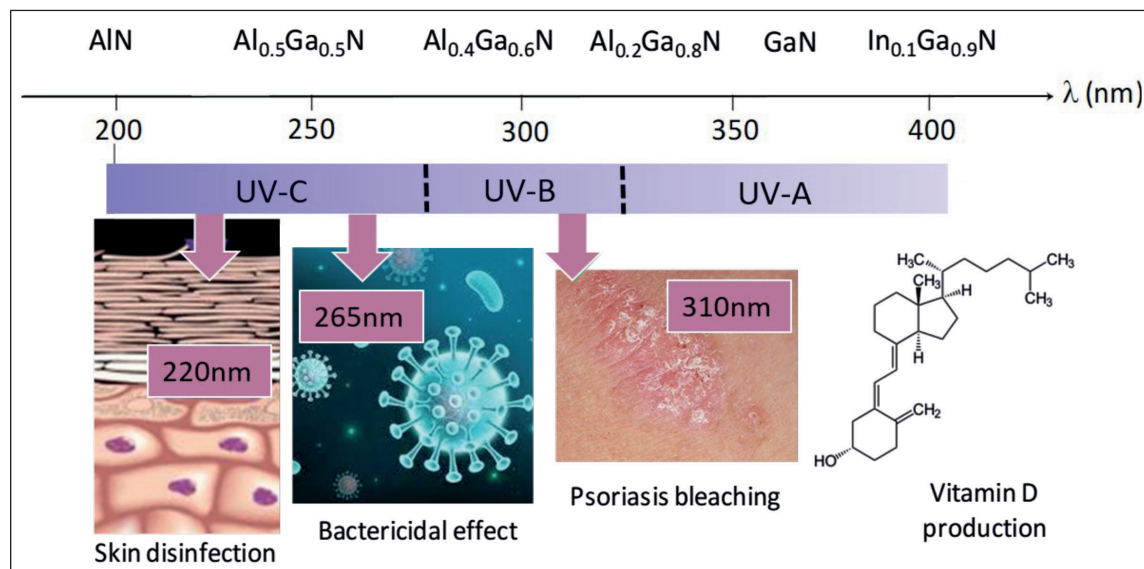 AlN Al₀.₅Ga₀.₅N Al₀.₄Ga₀.₆N Al₀.₂Ga₀.₈N GaN In₀.₁Ga₀.₉N
λ (nm)
200 250 300 350 400
UV-C UV-B UV-A
220nm
265nm
310nm
H₃C
CH₃
CH₃
CH₃
H
H
CH₂
HO
Skin disinfection
Bactericidal effect
Psoriasis bleaching
Vitamin D
production